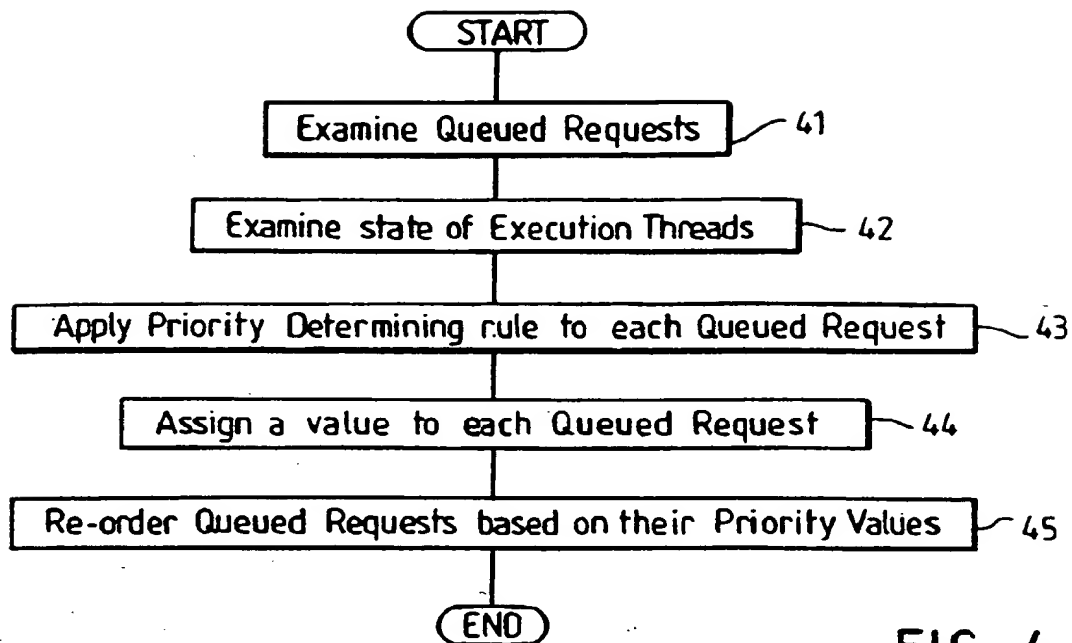 START
Examine Queued Requests
41
Examine state of Execution Threads
42
Apply Priority Determining rule to each Queued Request
43
Assign a value to each Queued Request
44
Re-order Queued Requests based on their Priority Values
45
END